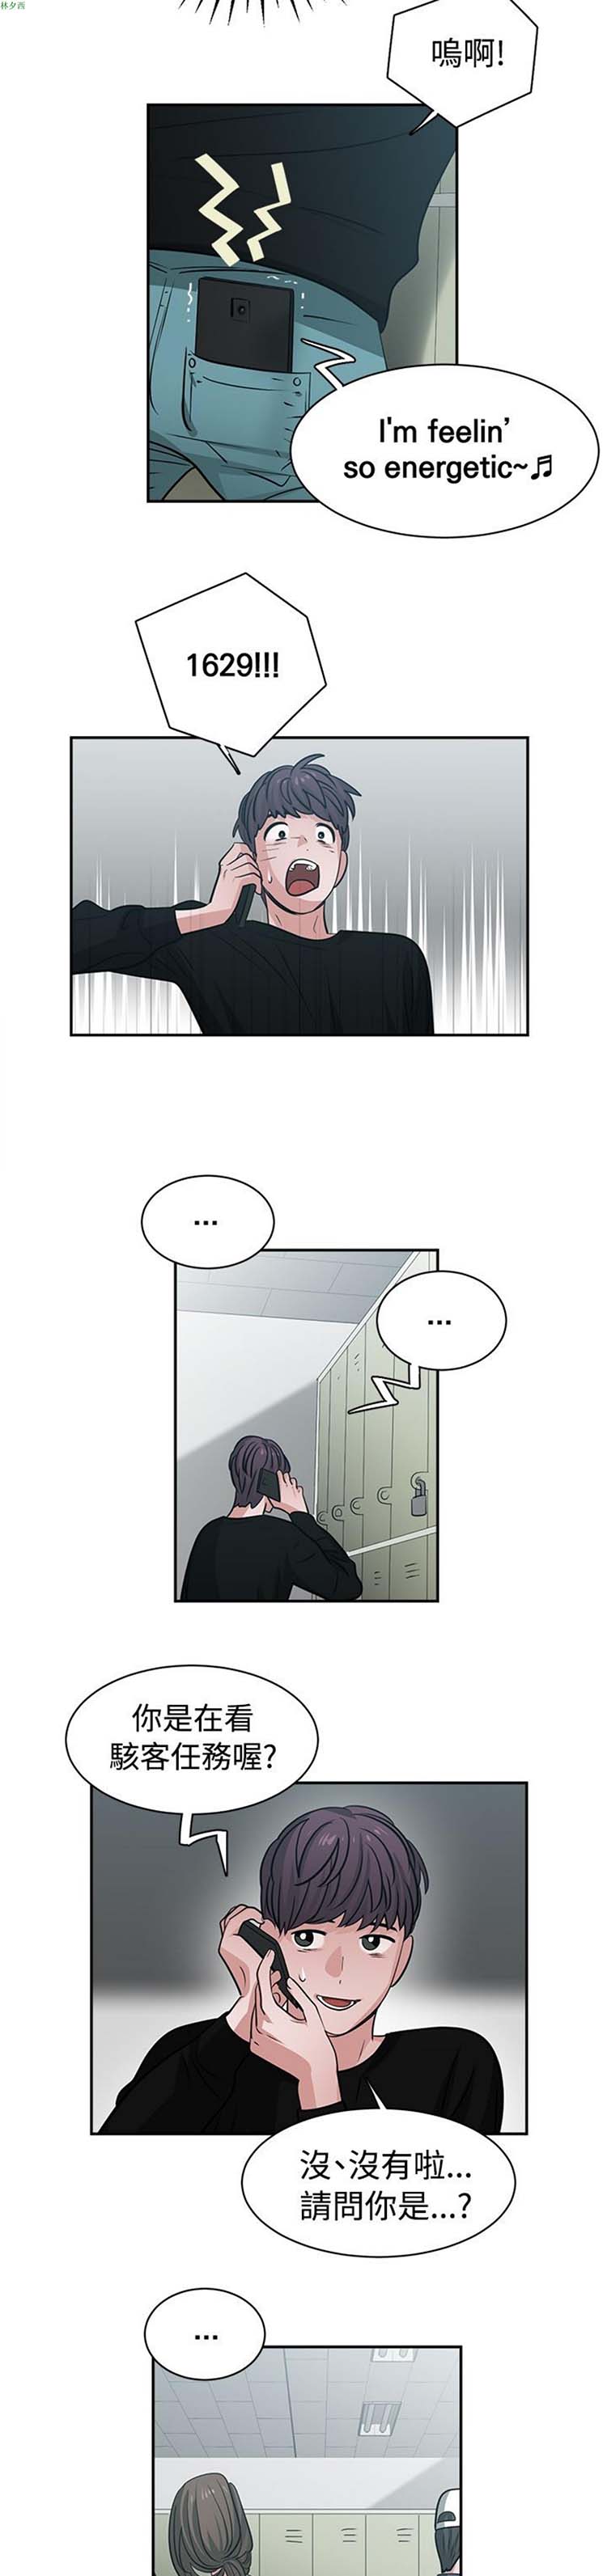 林夕西
嗚啊!
I'm feelin'
so energetic~♬
1629!!!
...
...
你是在看
駭客任務喔?
沒、沒有啦...
請問你是...?
...